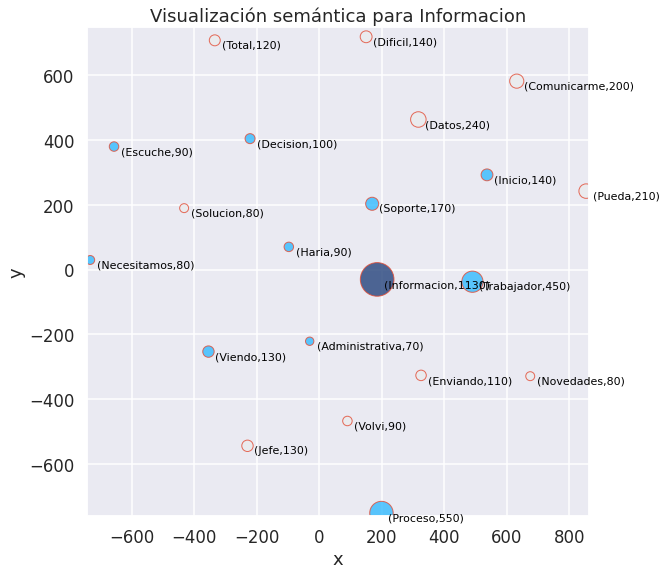 Visualización semántica para Informacion
(Total,120)
(Dificil,140)
(Comunicarme,200)
(Datos,240)
(Decision,100)
(Escuche,90)
(Inicio,140)
(Pueda,210)
(Soporte,170)
(Solucion,80)
(Haria,90)
(Necesitamos,80)
(Informacion,1130)
(Trabajador,450)
(Administrativa,70)
(Viendo,130)
(Enviando,110)
(Novedades,80)
(Volvi,90)
(Jefe,130)
(Proceso,550)
600
400
200
0
−200
−400
−600
y
−600 −400 −200 0 200 400 600 800
x